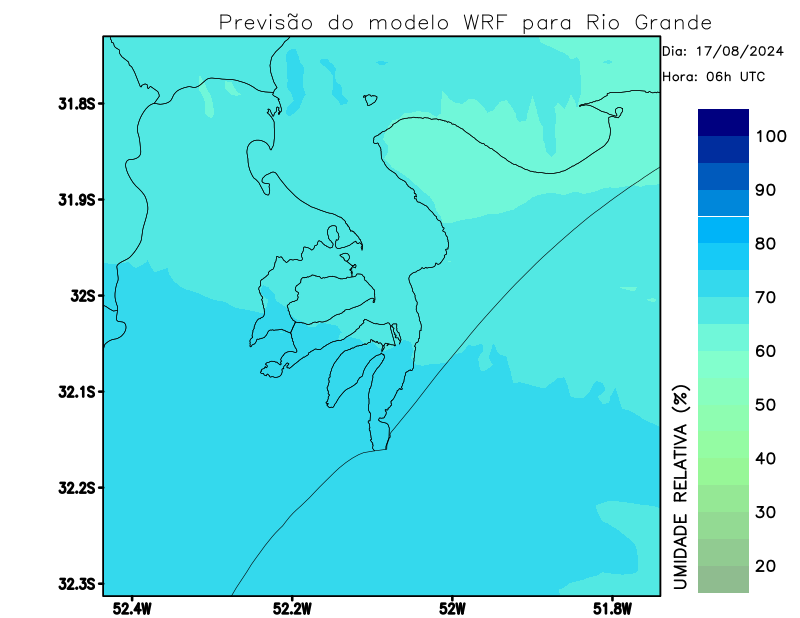 Previsão do modelo WRF para Rio Grande
Dia: 17/08/2024
Hora: 06h UTC
31.8S
31.9S
32S
32.1S
32.2S
32.3S
52.4W
52.2W
52W
51.8W
UMIDADE RELATIVA (%)
100
90
80
70
60
50
40
30
20